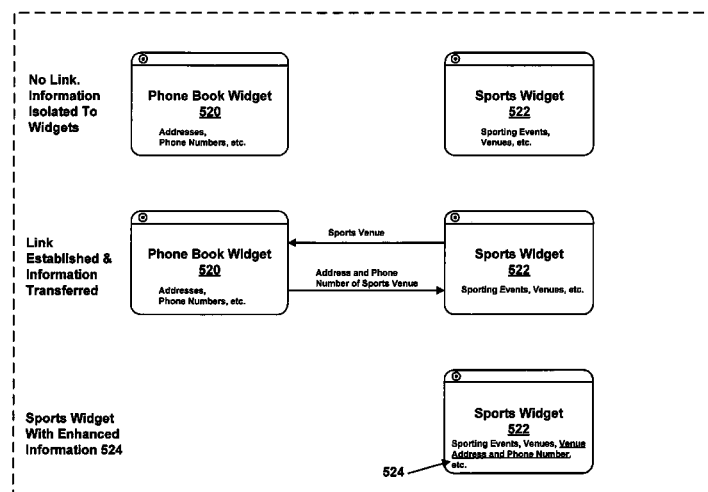 No Link.
Information
Isolated To
Widgets
Phone Book Widget
520
Addresses,
Phone Numbers, etc.
Sports Widget
522
Sporting Events,
Venues, etc.
Link
Established &
Information
Transferred
Phone Book Widget
520
Addresses,
Phone Numbers, etc.
Sports Venue
Address and Phone
Number of Sports Venue
Sports Widget
522
Sporting Events, Venues, etc.
Sports Widget
With Enhanced
Information 524
Sports Widget
522
Sporting Events, Venues, Venue
Address and Phone Number,
etc.
524